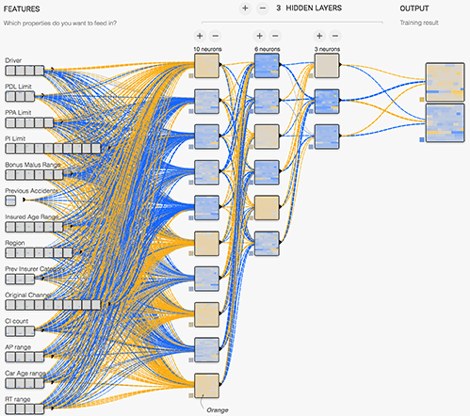 FEATURES
Which properties do you want to feed in?
+ − 3 HIDDEN LAYERS
OUTPUT
Training result
+ −
+ −
+ −
10 neurons
6 neurons
3 neurons
Driver
PDL Limit
PPA Limit
PI Limit
Bonus Malus Range
Previous Accidents
Insured Age Range
Region
Prev Insurer Category
Original Channel
CI count
AP range
Car Age range
RT range
Orange